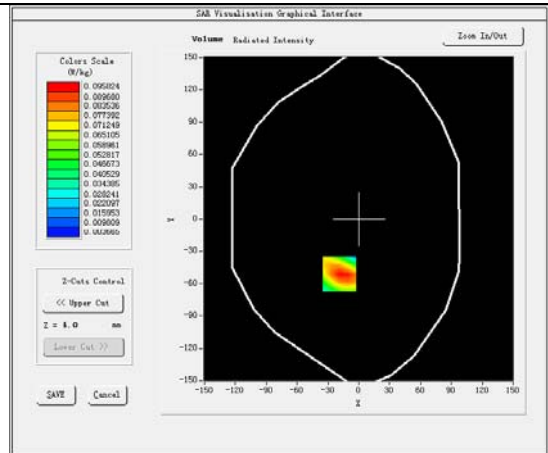 SAR Visualisation Graphical Interface
Volume Radiated Intensity
Zoom In/Out
Colors Scale
(W/kg)
0.095824
0.089680
0.083536
0.077392
0.071249
0.065105
0.058961
0.052817
0.046673
0.040529
0.034385
0.028241
0.022097
0.015953
0.009809
0.003665
150
120
90
60
30
0
-30
-60
-90
-120
-150
Y
-150 -120 -90 -60 -30 0 30 60 90 120 150
X
Z-Cuts Control
<< Upper Cut
Z = 4.0 mm
Lower Cut >>
SAVE Cancel